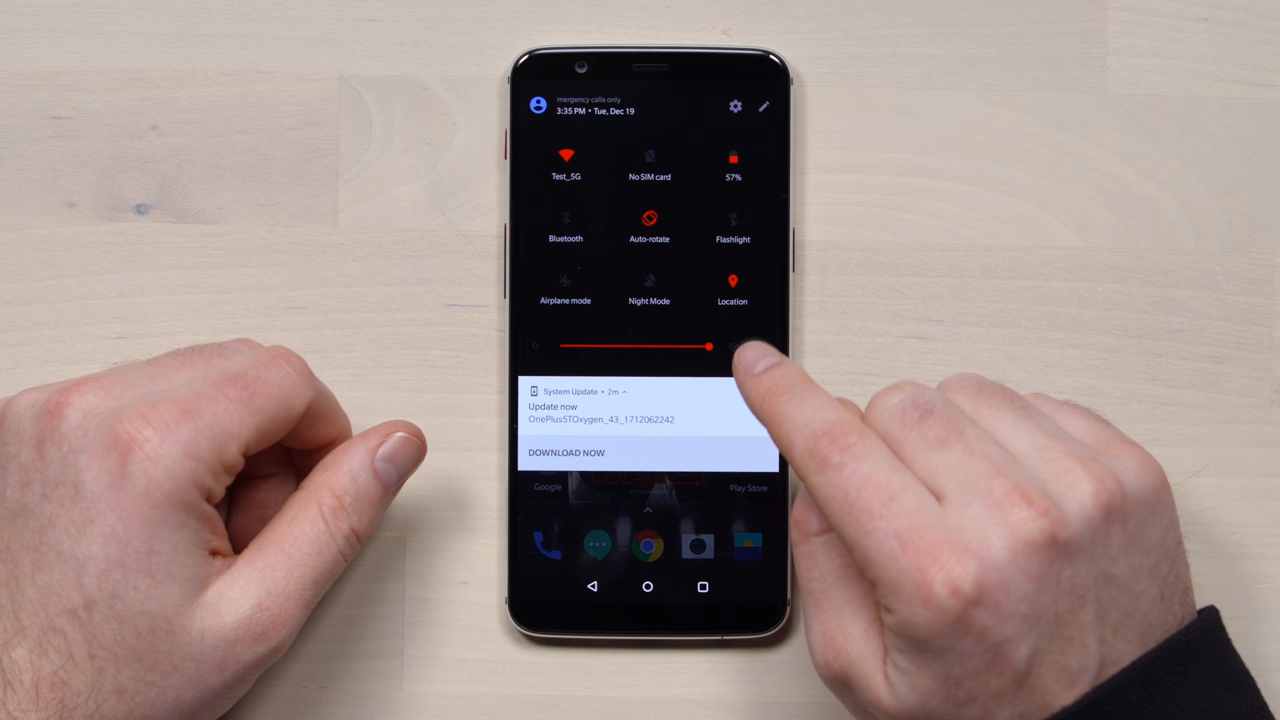 mergency calls only
3:35 PM • Tue, Dec 19
Test_5G
No SIM card
57%
Bluetooth
Auto-rotate
Flashlight
Airplane mode
Night Mode
Location
System Update • 2m
Update now
OnePlus5TOxygen_43_1712062242
DOWNLOAD NOW
Google
Play Store